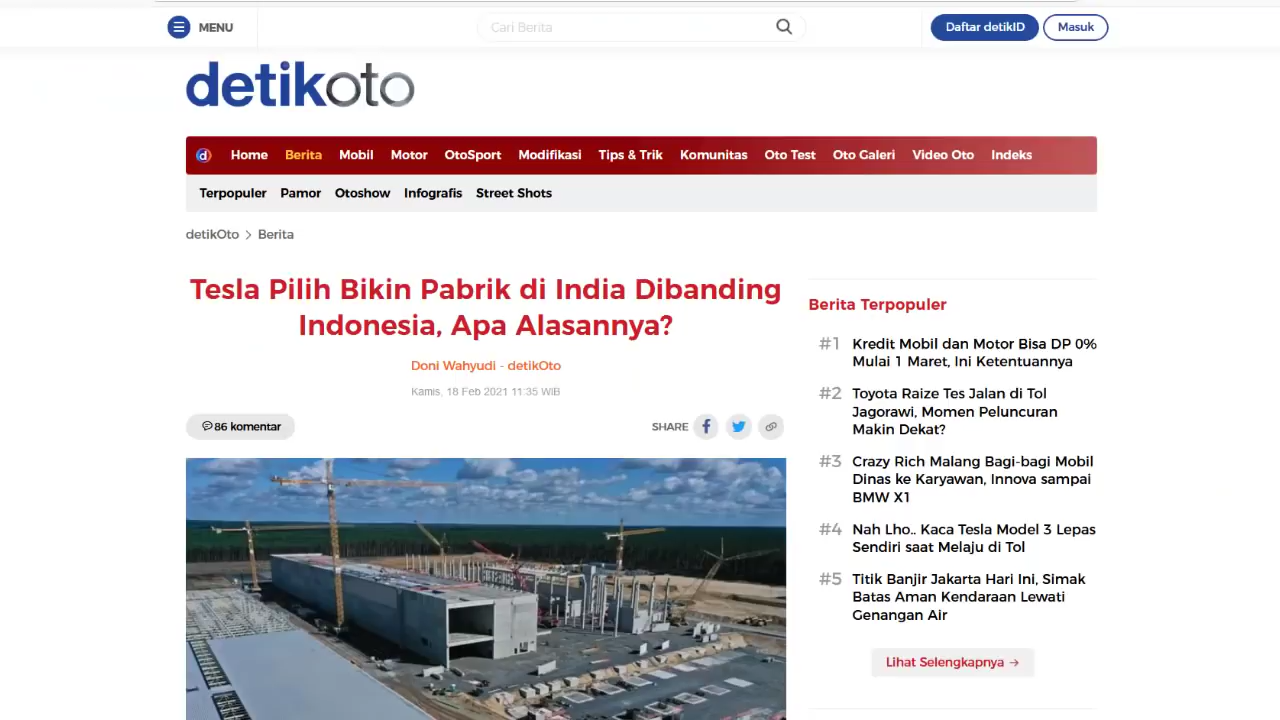 MENU
Cari Berita
Daftar detikID
Masuk
detikoto
d
Home
Berita
Mobil
Motor
OtoSport
Modifikasi
Tips & Trik
Komunitas
Oto Test
Oto Galeri
Video Oto
Indeks
Terpopuler
Pamor
Otoshow
Infografis
Street Shots
detikOto > Berita
Tesla Pilih Bikin Pabrik di India Dibanding
Indonesia, Apa Alasannya?
Doni Wahyudi - detikOto
Kamis, 18 Feb 2021 11:35 WIB
86 komentar
SHARE
Berita Terpopuler
#1
Kredit Mobil dan Motor Bisa DP 0%
Mulai 1 Maret, Ini Ketentuannya
#2
Toyota Raize Tes Jalan di Tol
Jagorawi, Momen Peluncuran
Makin Dekat?
#3
Crazy Rich Malang Bagi-bagi Mobil
Dinas ke Karyawan, Innova sampai
BMW X1
#4
Nah Lho.. Kaca Tesla Model 3 Lepas
Sendiri saat Melaju di Tol
#5
Titik Banjir Jakarta Hari Ini, Simak
Batas Aman Kendaraan Lewati
Genangan Air
Lihat Selengkapnya →